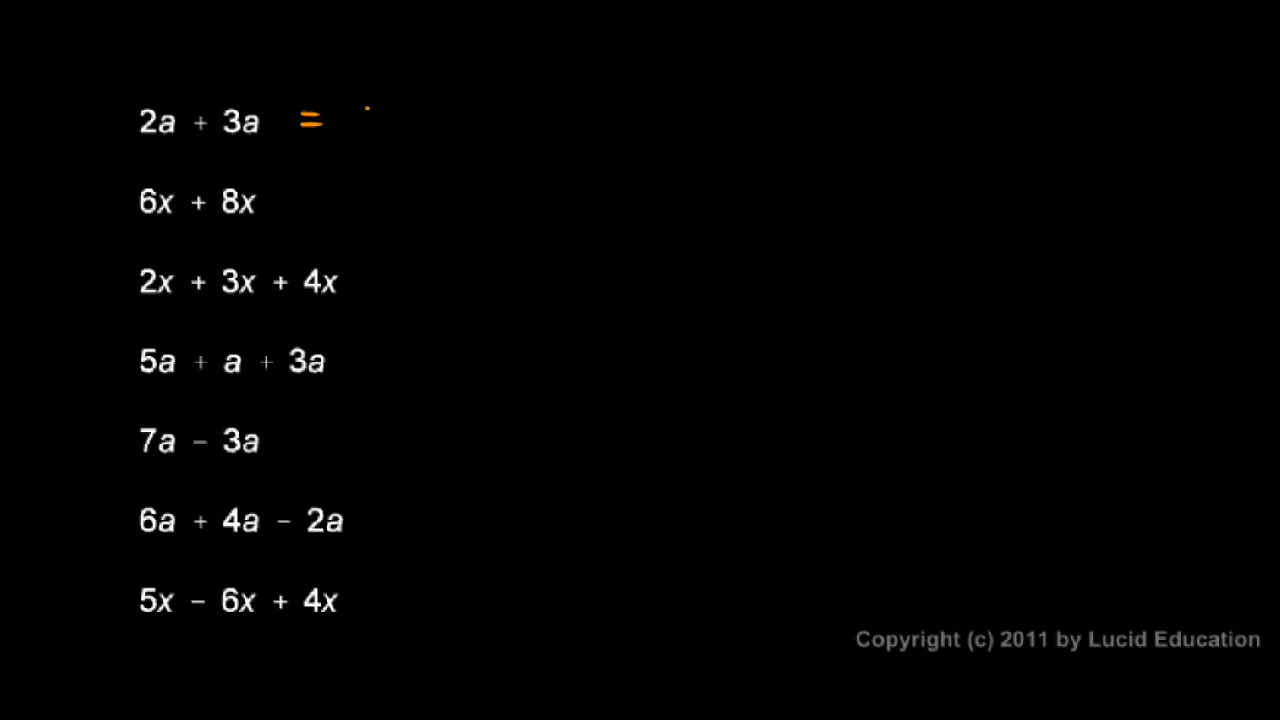 2a + 3a =
6x + 8x
2x + 3x + 4x
5a + a + 3a
7a − 3a
6a + 4a − 2a
5x − 6x + 4x
Copyright (c) 2011 by Lucid Education